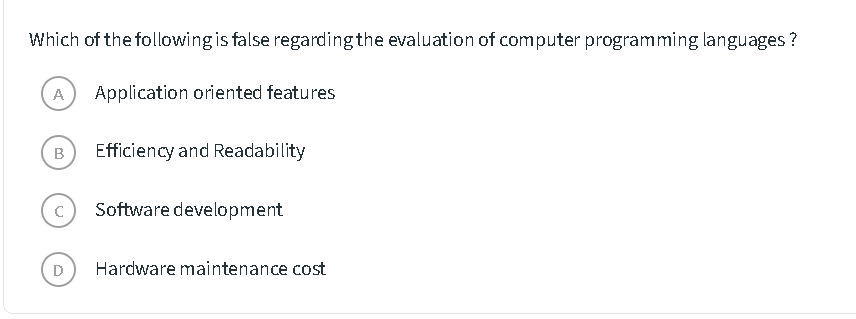 Which of the following is false regarding the evaluation of computer programming languages ?
A Application oriented features
B Efficiency and Readability
C Software development
D Hardware maintenance cost